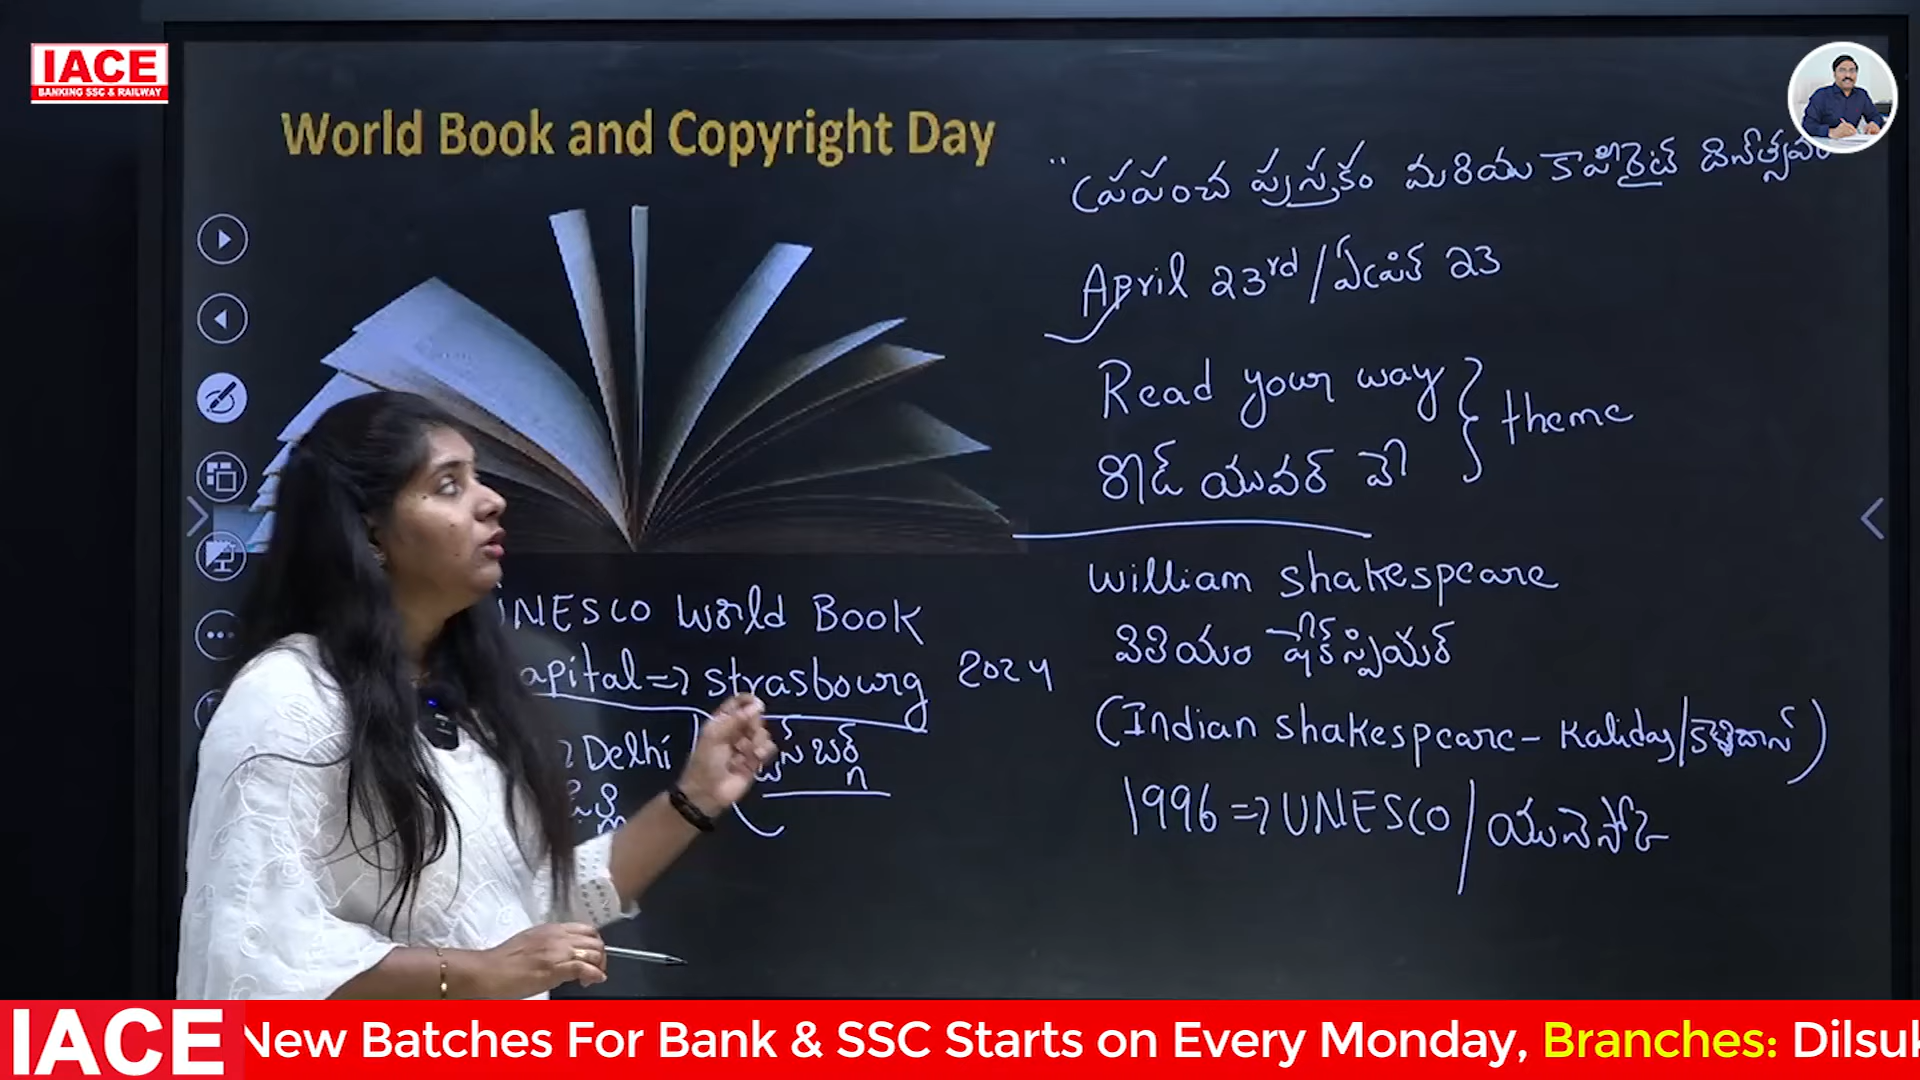 IACE
BANKING SSC & RAILWAY
World Book and Copyright Day
"ప్రపంచ పుస్తకం మరియు కాపీరైట్ దినోత్సవం
April 23rd / ఏప్రిల్ 23
Read your way } theme
రీడ్ యువర్ వే
William Shakespeare
విలియం షేక్స్పియర్
(Indian Shakespeare - Kalidas/కాళిదాస్)
1996 => UNESCO / యునెస్కో
UNESCO World Book
apital => Strasbourg 2024
Delhi
IACE New Batches For Bank & SSC Starts on Every Monday, Branches: Dilsuk